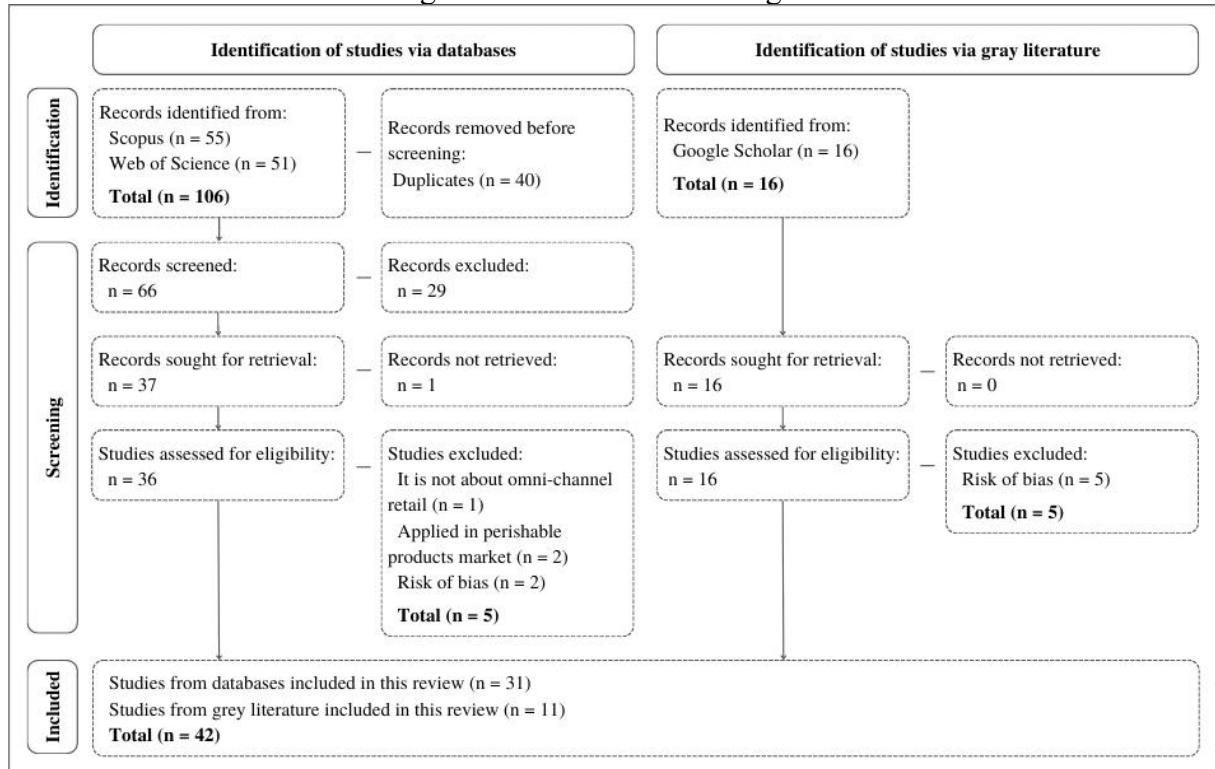 Identification of studies via databases
Identification of studies via gray literature
Identification
Records identified from:
Scopus (n = 55)
Web of Science (n = 51)
Total (n = 106)
Records removed before
screening:
Duplicates (n = 40)
Records identified from:
Google Scholar (n = 16)
Total (n = 16)
Screening
Records screened:
n = 66
Records excluded:
n = 29
Records sought for retrieval:
n = 37
Records not retrieved:
n = 1
Records sought for retrieval:
n = 16
Records not retrieved:
n = 0
Studies assessed for eligibility:
n = 36
Studies excluded:
It is not about omni-channel
retail (n = 1)
Applied in perishable
products market (n = 2)
Risk of bias (n = 2)
Total (n = 5)
Studies assessed for eligibility:
n = 16
Studies excluded:
Risk of bias (n = 5)
Total (n = 5)
Included
Studies from databases included in this review (n = 31)
Studies from grey literature included in this review (n = 11)
Total (n = 42)